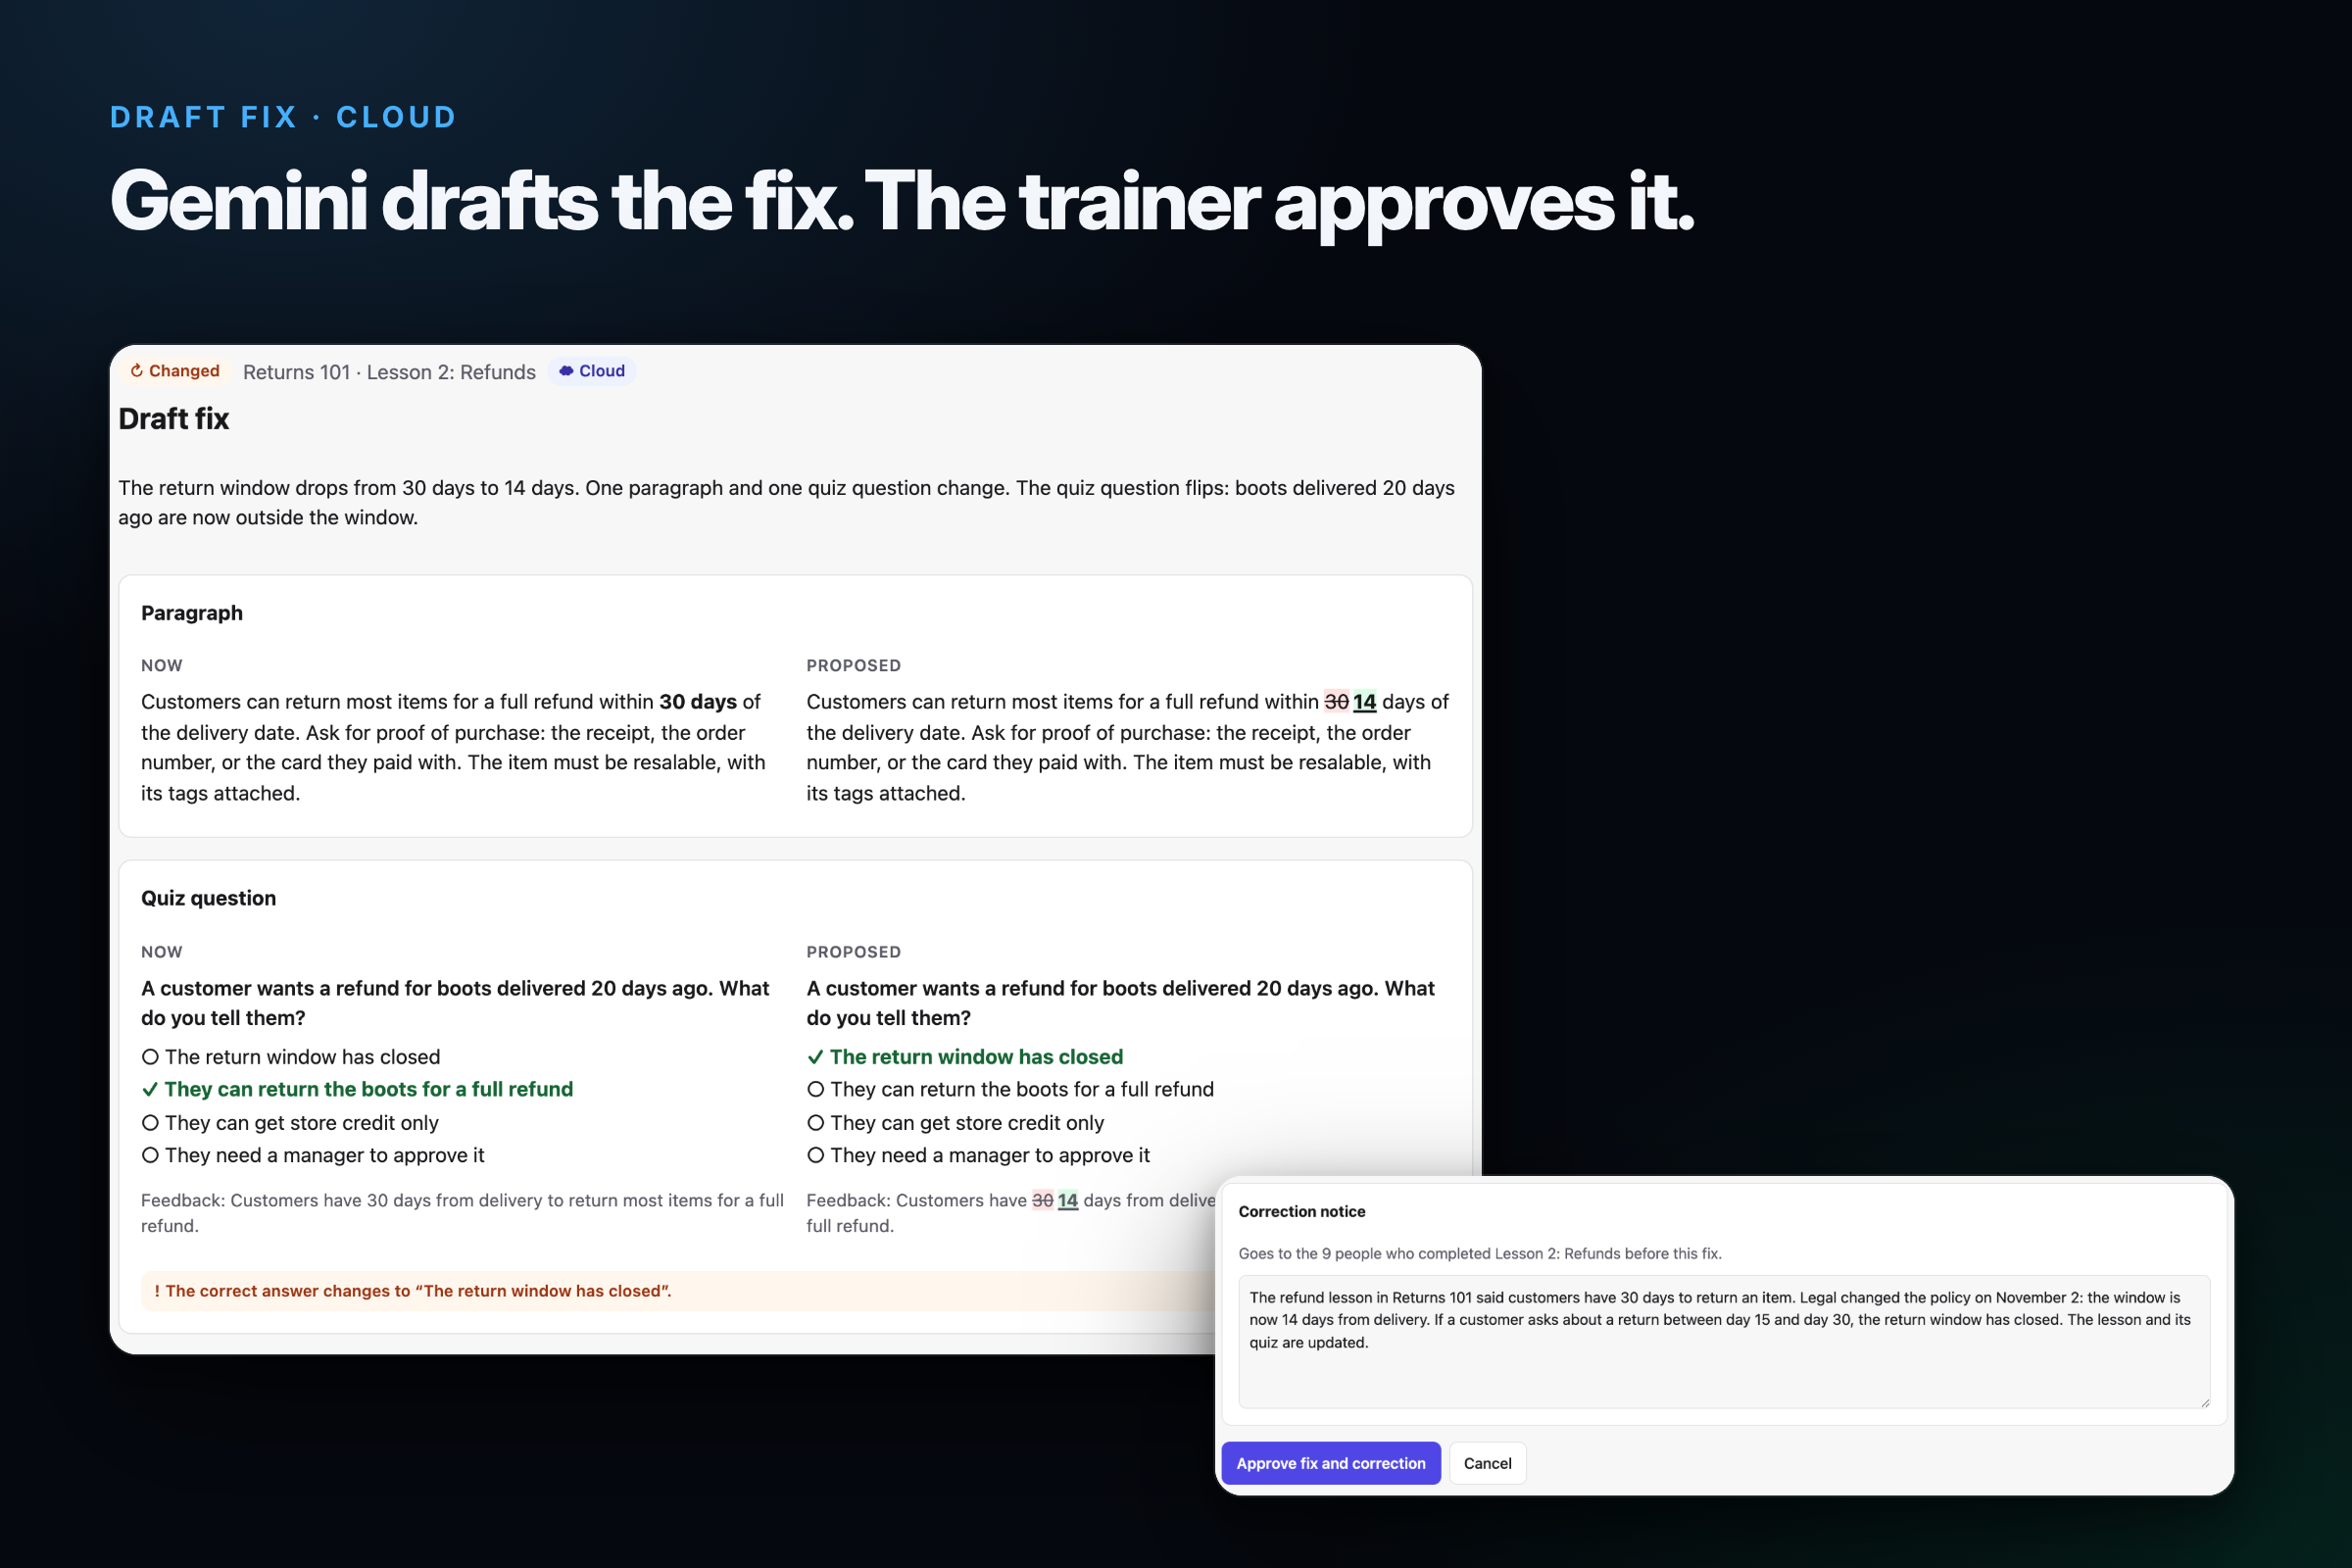 DRAFT FIX · CLOUD
Gemini drafts the fix. The trainer approves it.
Changed Returns 101 · Lesson 2: Refunds Cloud
Draft fix
The return window drops from 30 days to 14 days. One paragraph and one quiz question change. The quiz question flips: boots delivered 20 days
ago are now outside the window.
Paragraph
NOW
Customers can return most items for a full refund within 30 days of
the delivery date. Ask for proof of purchase: the receipt, the order
number, or the card they paid with. The item must be resalable, with
its tags attached.
PROPOSED
Customers can return most items for a full refund within 30 14 days of
the delivery date. Ask for proof of purchase: the receipt, the order
number, or the card they paid with. The item must be resalable, with
its tags attached.
Quiz question
NOW
A customer wants a refund for boots delivered 20 days ago. What
do you tell them?
The return window has closed
✓ They can return the boots for a full refund
They can get store credit only
They need a manager to approve it
Feedback: Customers have 30 days from delivery to return most items for a full
refund.
PROPOSED
A customer wants a refund for boots delivered 20 days ago. What
do you tell them?
✓ The return window has closed
They can return the boots for a full refund
They can get store credit only
They need a manager to approve it
Feedback: Customers have 30 14 days from
full refund.
! The correct answer changes to “The return window has closed”.
Correction notice
Goes to the 9 people who completed Lesson 2: Refunds before this fix.
The refund lesson in Returns 101 said customers have 30 days to return an item. Legal changed the policy on November 2: the window is
now 14 days from delivery. If a customer asks about a return between day 15 and day 30, the return window has closed. The lesson and its
quiz are updated.
Approve fix and correction
Cancel